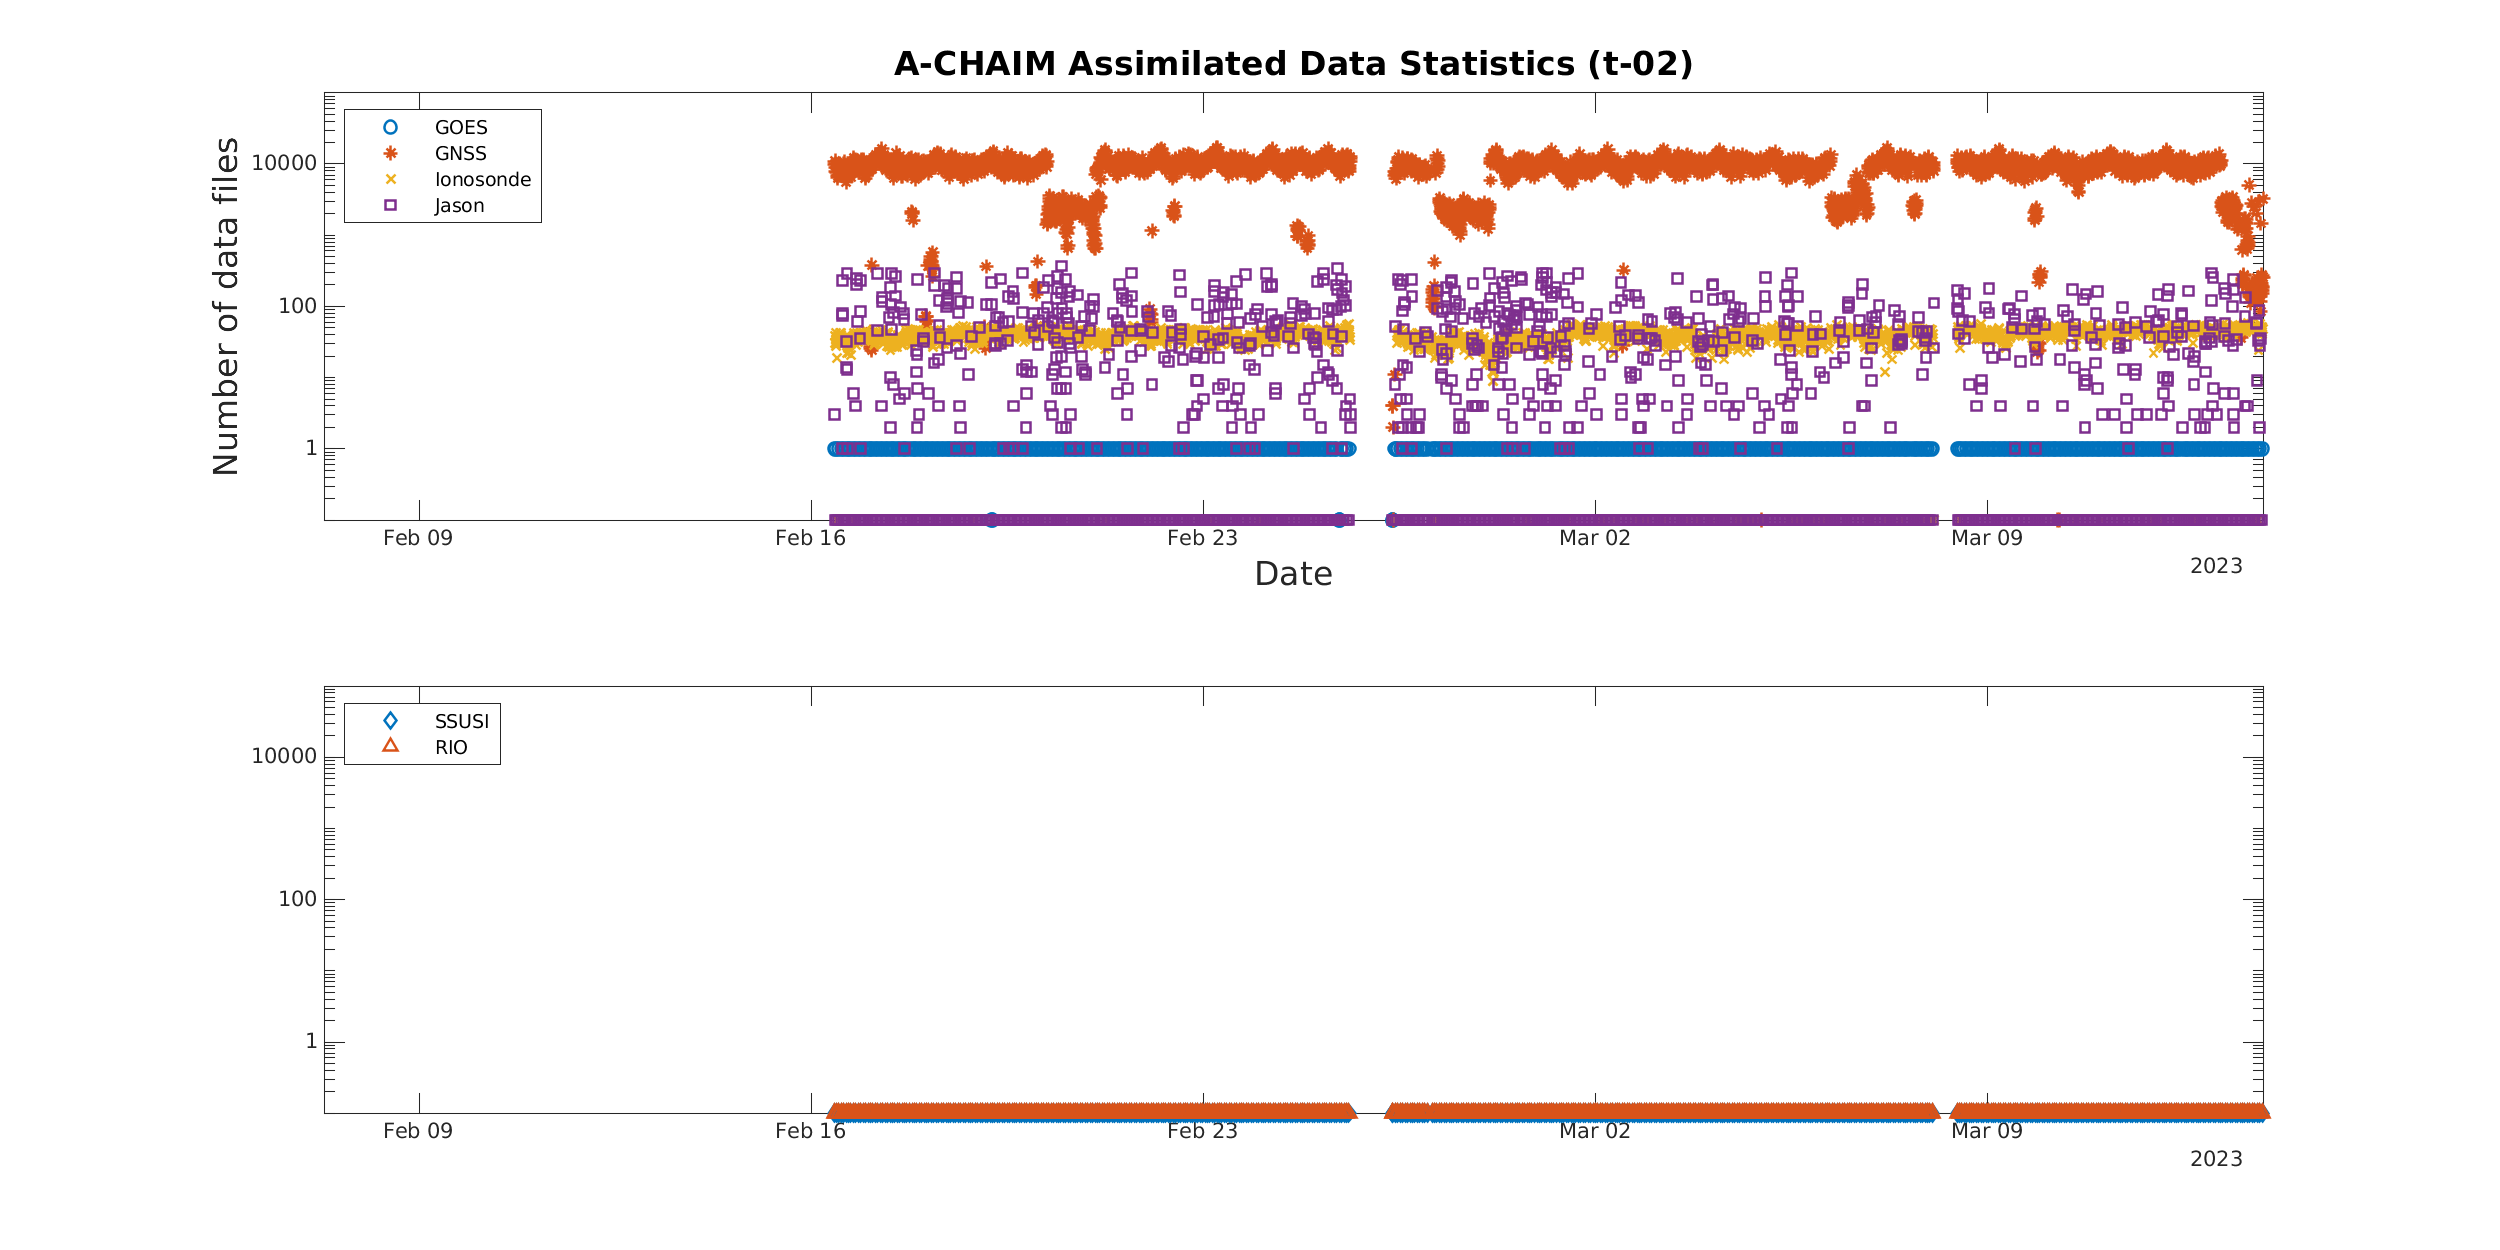 A-CHAIM Assimilated Data Statistics (t-02)
Number of data files
10000
100
1
GOES
GNSS
Ionosonde
Jason
Feb 09 Feb 16 Feb 23 Mar 02 Mar 09
2023
Date
10000
100
1
SSUSI
RIO
Feb 09 Feb 16 Feb 23 Mar 02 Mar 09
2023